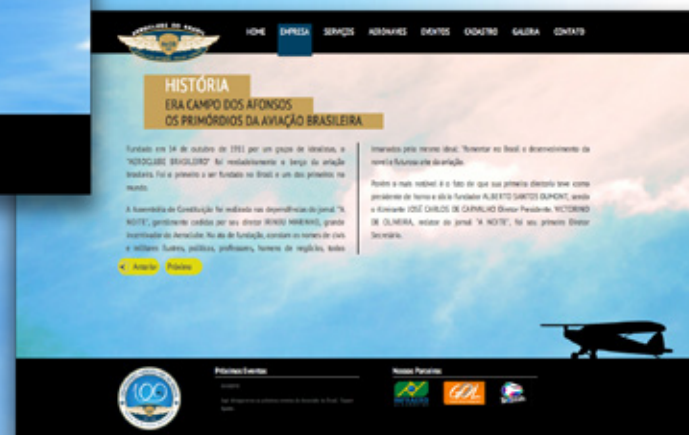 AEROCLUBE DO BRASIL
HOME EMPRESA SERVIÇOS AERONAVES EVENTOS CADASTRO GALERIA CONTATO
HISTÓRIA
ERA CAMPO DOS AFONSOS
OS PRIMÓRDIOS DA AVIAÇÃO BRASILEIRA
Fundado em 14 de outubro de 1911 por um grupo de idealistas, o
"AEROCLUBE BRASILEIRO" foi verdadeiramente o berço da aviação
brasileira. Foi o primeiro a ser fundado no Brasil e um dos primeiros no
mundo.
A Assembléia de Constituição foi realizada nas dependências do jornal "A
NOITE", gentilmente cedidas por seu diretor IRINEU MARINHO, grande
incentivador do Aeroclube. Na ata de fundação, constam os nomes de civis
e militares ilustres, políticos, professores, homens de negócios, todos
irmanados pelo mesmo ideal: "Fomentar no Brasil o desenvolvimento da
novel e futurosa arte da aviação.
Porém o mais notável é o fato de que sua primeira diretoria teve como
presidente de honra e sócio fundador ALBERTO SANTOS DUMONT, sendo
o Almirante JOSÉ CARLOS DE CARVALHO Diretor Presidente. VICTORINO
DE OLIVEIRA, redator do jornal "A NOITE", foi seu primeiro Diretor
Secretário.
< Anterior Próximo
100
Próximos Eventos
Nossos Parceiros
INFRAERO
GOL